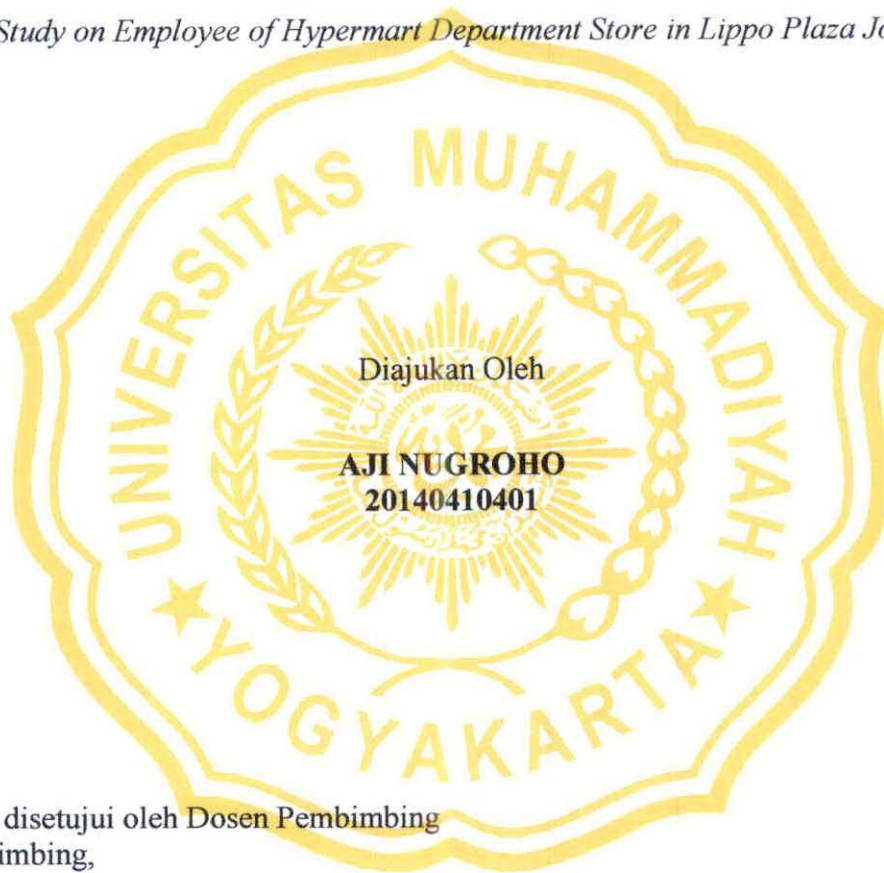 Study on Employee of Hypermart Department Store in Lippo Plaza Jo
UNIVERSITAS MUHAMMADIYAH
YOGYAKARTA
Diajukan Oleh
AJI NUGROHO
20140410401
disetujui oleh Dosen Pembimbing
imbing,